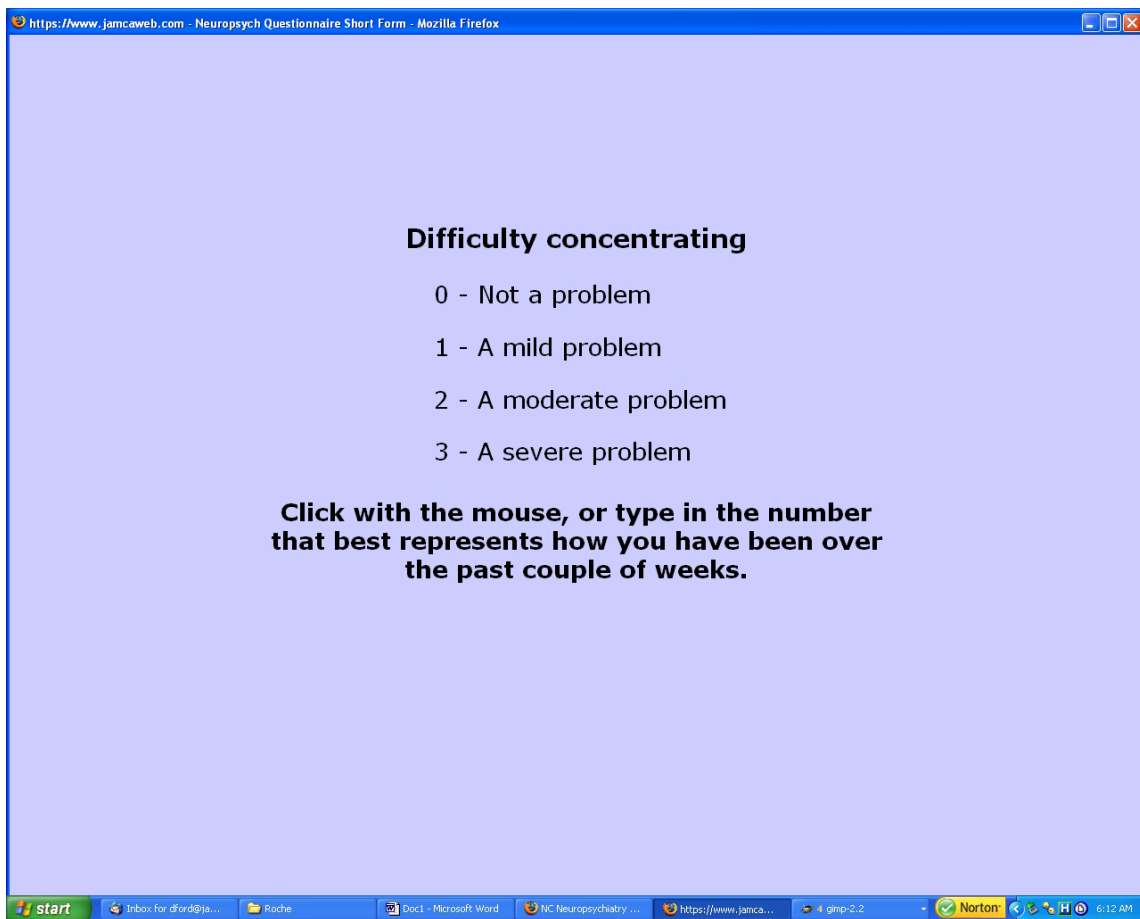 https://www.jamcaweb.com - Neuropsych Questionnaire Short Form - Mozilla Firefox
Difficulty concentrating
0 - Not a problem
1 - A mild problem
2 - A moderate problem
3 - A severe problem
Click with the mouse, or type in the number
that best represents how you have been over
the past couple of weeks.
start Inbox for dford@ja... Roche Doc1 - Microsoft Word NC Neuropsychiatry ... https://www.jamca... 4 gimp-2.2 Norton 6:12 AM